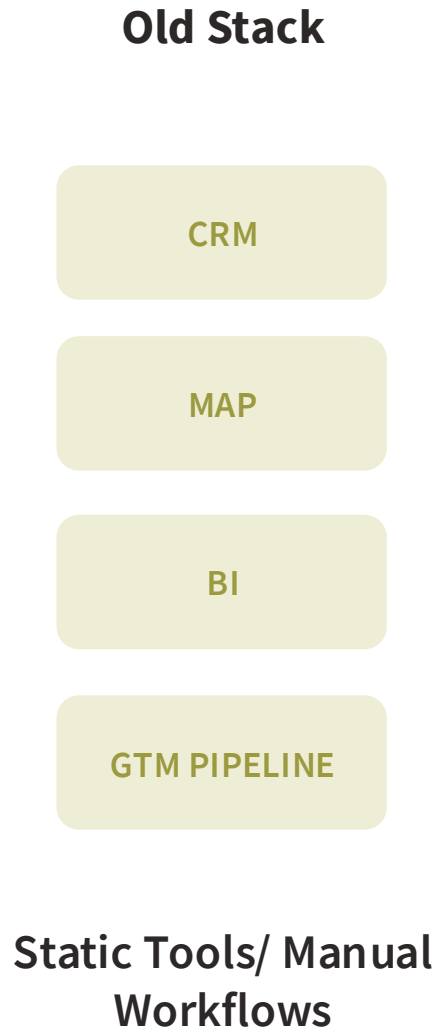 Old Stack
CRM
MAP
BI
GTM PIPELINE
Static Tools/ Manual
Workflows